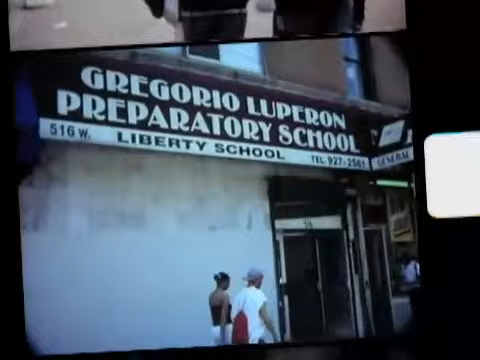 GREGORIO LUPERON
PREPARATORY SCHOOL
516 W. LIBERTY SCHOOL TEL. 927-2561
GENERAL